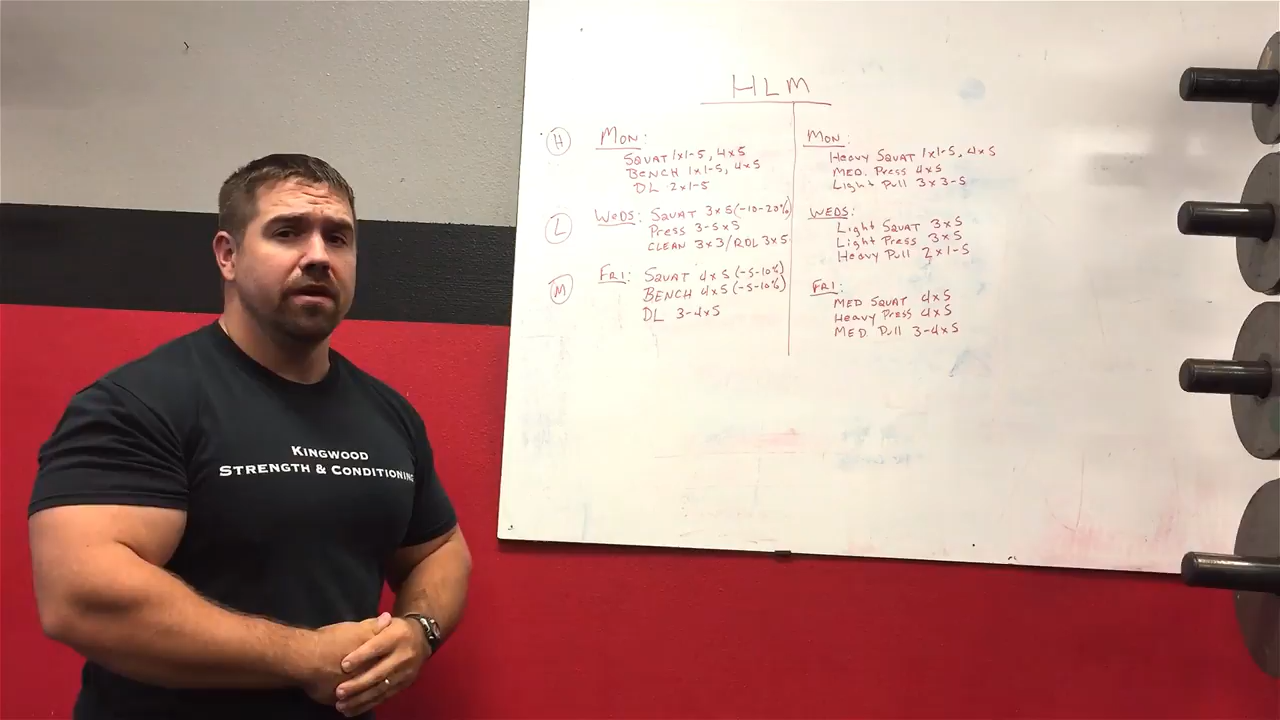 HLM
H
MON:
SQUAT 1x1-5, 4x5
BENCH 1x1-5, 4x5
DL 2x1-5
L
WEDS: SQUAT 3x5 (-10-20%)
PRESS 3-5x5
CLEAN 3x3/RDL 3x5
M
FRI: SQUAT 4x5 (-5-10%)
BENCH 4x5 (-5-10%)
DL 3-4x5
MON:
Heavy SQUAT 1x1-5, 4x5
MED. Press 4x5
Light Pull 3x3-5
WEDS:
Light Squat 3x5
Light Press 3x5
Heavy Pull 2x1-5
FRI:
MED SQUAT 4x5
Heavy Press 4x5
MED. Pull 3-4x5
KINGWOOD
STRENGTH & CONDITIONING